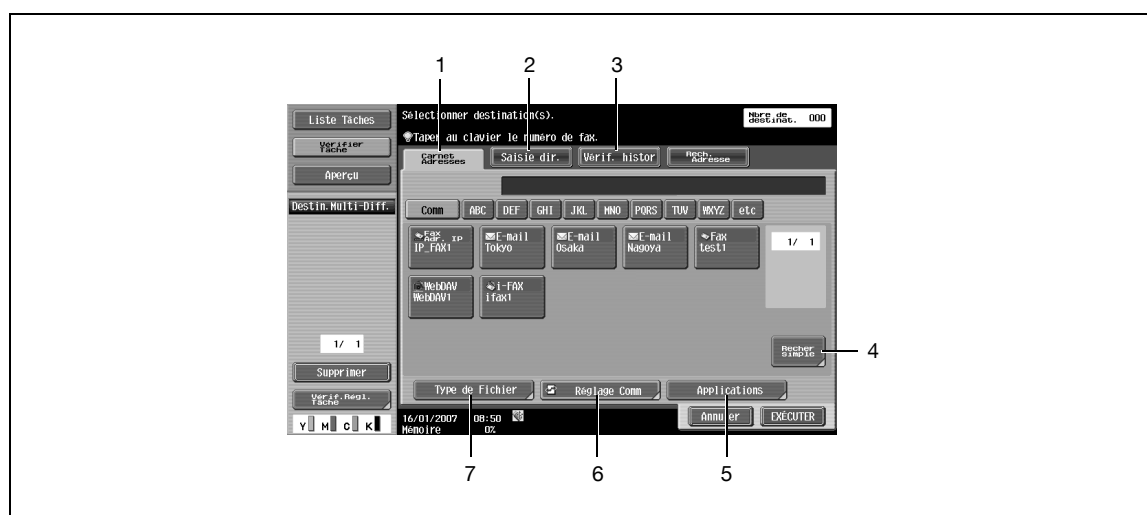 1 2 3
Liste Tâches
Vérifier
Tâche
Aperçu
Destin.Multi-Diff.
1/ 1
Supprimer
Vérif.Régl.
Tâche
Y M C K
Sélectionner destination(s).
Nbre de
destinat. 000
Taper au clavier le numéro de fax.
Carnet
Adresses
Saisie dir.
Vérif. histor
Rech.
Adresse
Comm ABC DEF GHI JKL MNO PQRS TUV WXYZ etc
Fax
Adr. IP
IP_FAX1
E-mail
Tokyo
E-mail
Osaka
E-mail
Nagoya
Fax
test1
1/ 1
WebDAV
WebDAV1
i-FAX
ifax1
Recher
simple
4
Type de Fichier
Réglage Comm
Applications
16/01/2007 08:50
Mémoire 0%
Annuler
EXÉCUTER
7 6 5